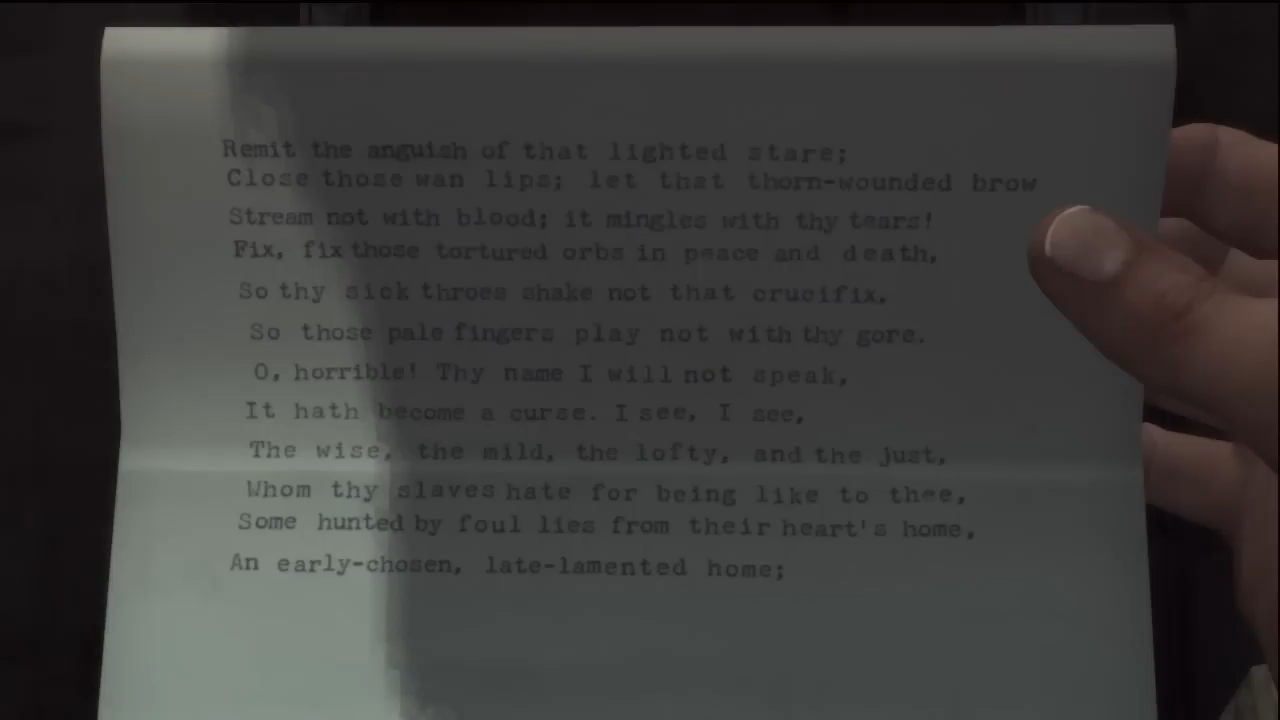 Remit the anguish of that lighted stare;
Close those wan lips; let that thorn-wounded brow
Stream not with blood; it mingles with thy tears!
Fix, fix those tortured orbs in peace and death,
So thy sick throes shake not that crucifix,
So those pale fingers play not with thy gore.
O, horrible! Thy name I will not speak,
It hath become a curse. I see, I see,
The wise, the mild, the lofty, and the just,
Whom thy slaves hate for being like to thee,
Some hunted by foul lies from their heart's home,
An early-chosen, late-lamented home;